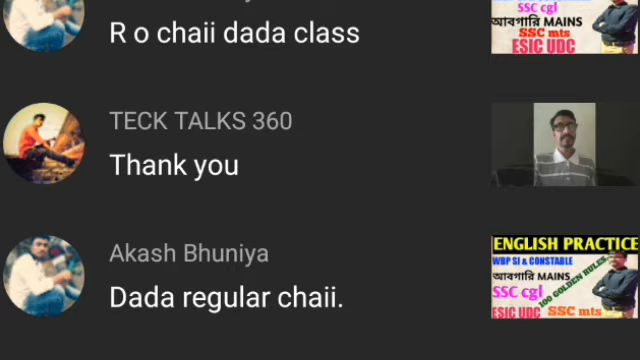 R o chaii dada class
SSC cgl
আবগারি MAINS
SSC mts
ESIC UDC
TECK TALKS 360
Thank you
Akash Bhuniya
Dada regular chaii.
ENGLISH PRACTICE
WBP SI & CONSTABLE
আবগারি MAINS
100 GOLDEN RULES
SSC cgl
ESIC UDC
SSC mts